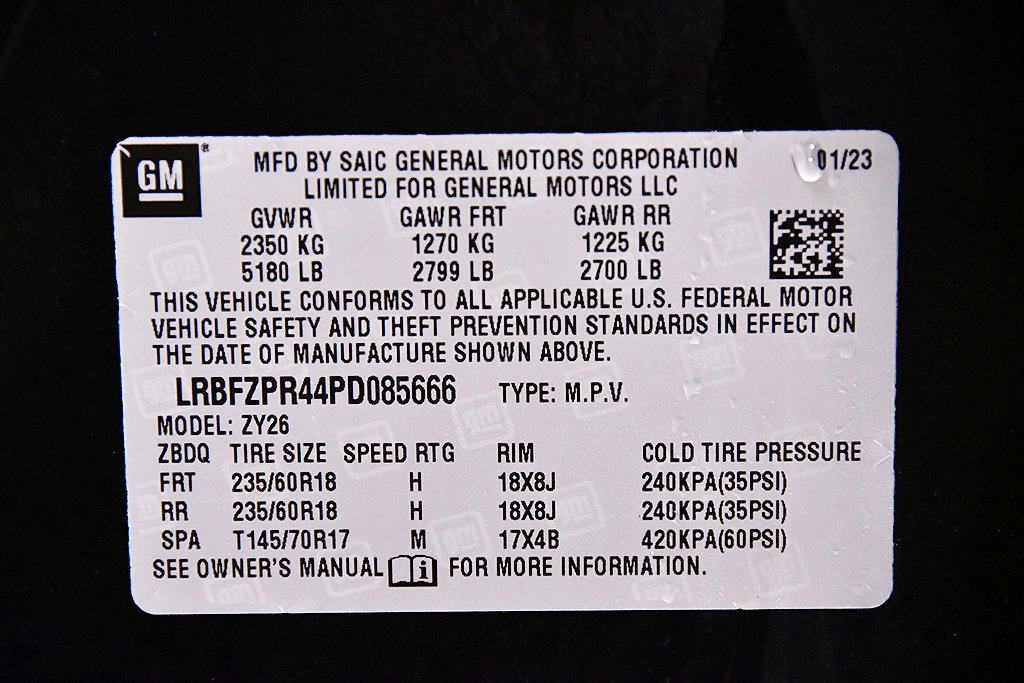 GM ® MFD BY SAIC GENERAL MOTORS CORPORATION 01/23
LIMITED FOR GENERAL MOTORS LLC
GVWR GAWR FRT GAWR RR
2350 KG 1270 KG 1225 KG
5180 LB 2799 LB 2700 LB
THIS VEHICLE CONFORMS TO ALL APPLICABLE U.S. FEDERAL MOTOR
VEHICLE SAFETY AND THEFT PREVENTION STANDARDS IN EFFECT ON
THE DATE OF MANUFACTURE SHOWN ABOVE.
LRBFZPR44PD085666 TYPE: M.P.V.
MODEL: ZY26
ZBDQ TIRE SIZE SPEED RTG RIM COLD TIRE PRESSURE
FRT 235/60R18 H 18X8J 240KPA(35PSI)
RR 235/60R18 H 18X8J 240KPA(35PSI)
SPA T145/70R17 M 17X4B 420KPA(60PSI)
SEE OWNER'S MANUAL i FOR MORE INFORMATION.